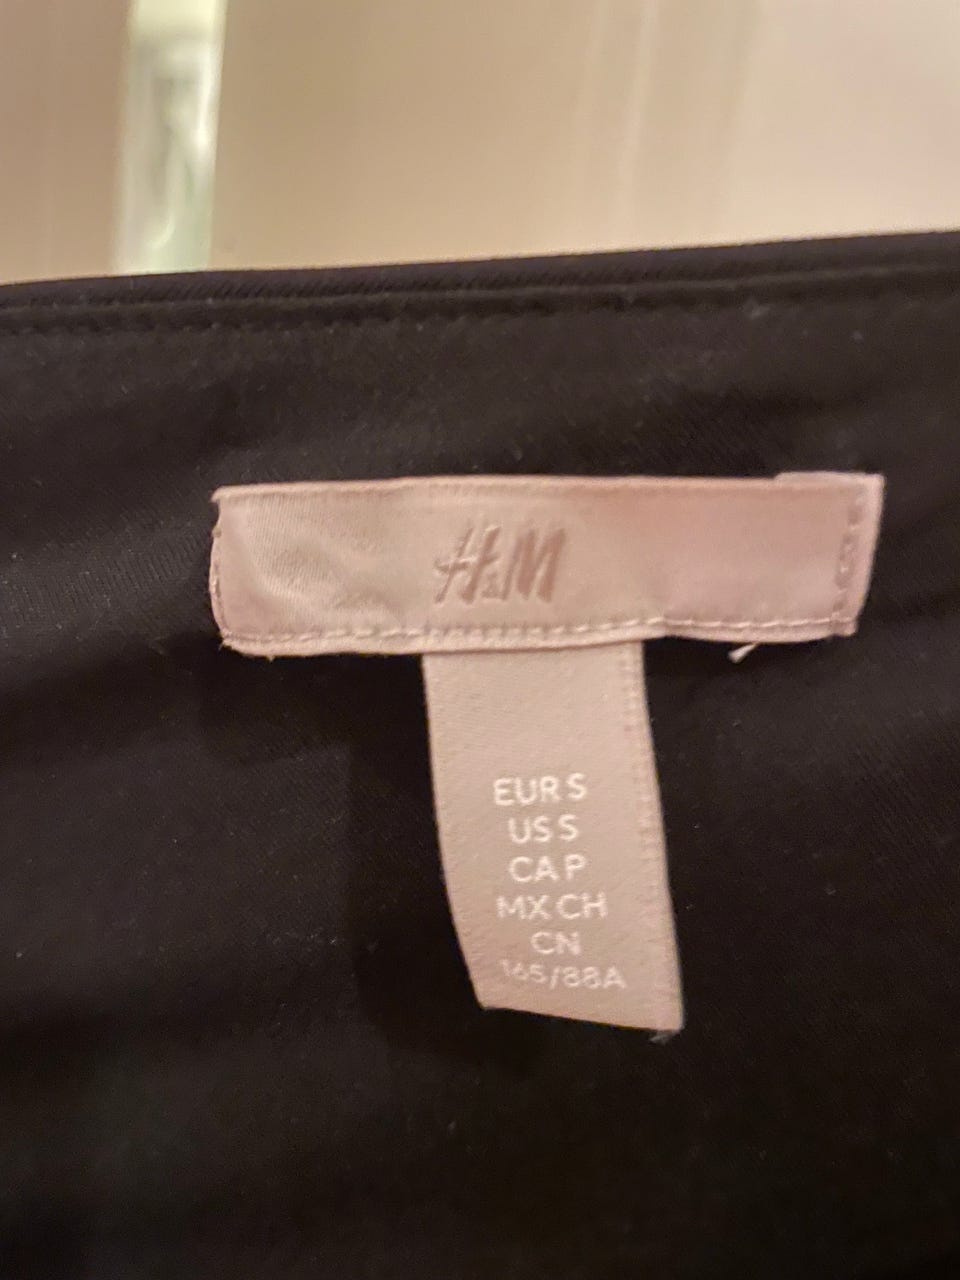 H&M
EUR S
US S
CA P
MX CH
CN
165/88A